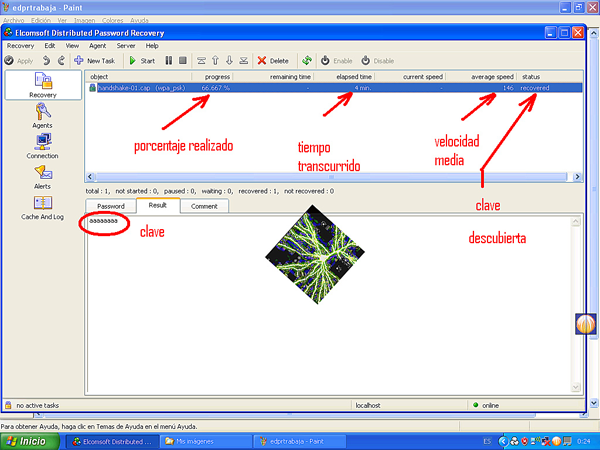 edprtrabaja - Paint
Archivo Edición Ver Imagen Colores Ayuda
Elcomsoft Distributed Password Recovery
Recovery Edit View Agent Server Help
Apply New Task Start Delete Enable Disable
object progress remaining time elapsed time current speed average speed status
handshake-01.cap (wpa_psk) 66.667 % - 4 min. - 146 recovered
Recovery
Agents
Connection
Alerts
Cache And Log
porcentaje realizado
tiempo
transcurrido
velocidad
media
clave
descubierta
total : 1, not started : 0, paused : 0, waiting : 0, recovered : 1, not recovered : 0
Password Result Comment
aaaaaaaa
clave
no active tasks localhost online
Para obtener Ayuda, haga clic en Temas de Ayuda en el menú Ayuda.
Inicio Elcomsoft Distributed ... Mis imágenes edprtrabaja - Paint ES 0:24